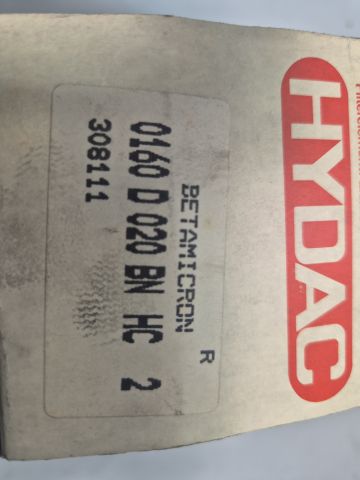 HYDAC
BETAMICRON R
0160 D 020 BN HC 2
308111